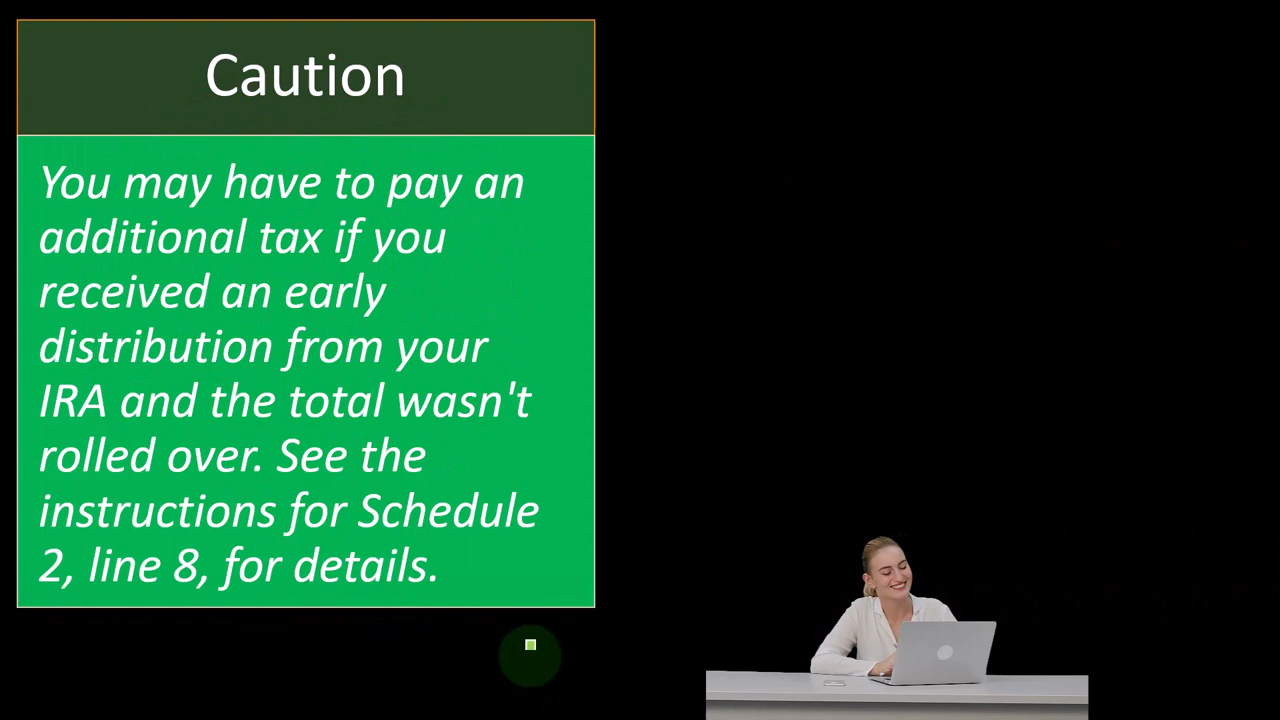 Caution
You may have to pay an
additional tax if you
received an early
distribution from your
IRA and the total wasn't
rolled over. See the
instructions for Schedule
2, line 8, for details.